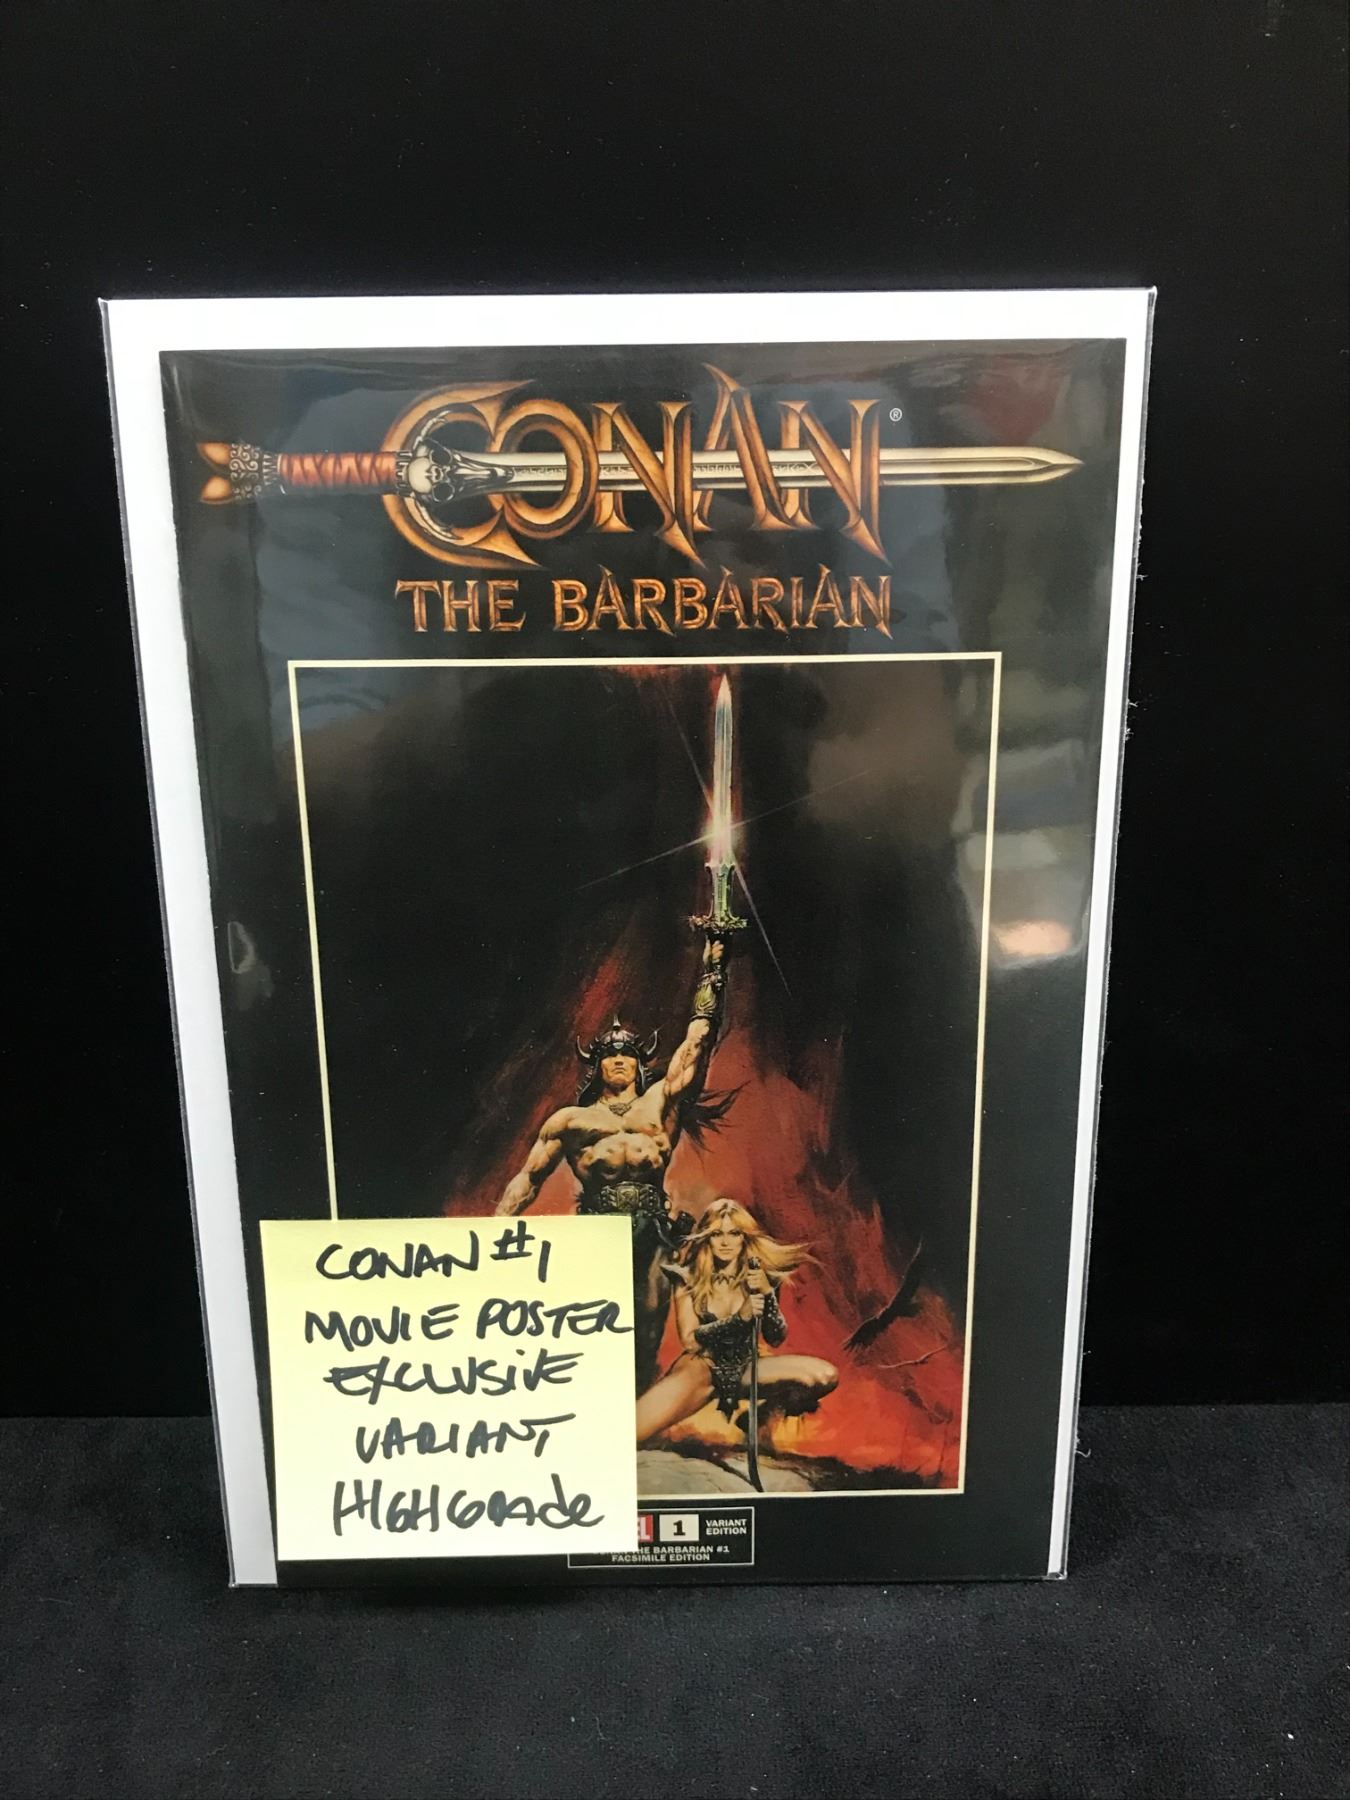 CONAN®
THE BARBARIAN
CONAN #1
MOVIE POSTER
EXCLUSIVE
VARIANT
HIGH GRADE
1
VARIANT
EDITION
THE BARBARIAN #1
FACSIMILE EDITION